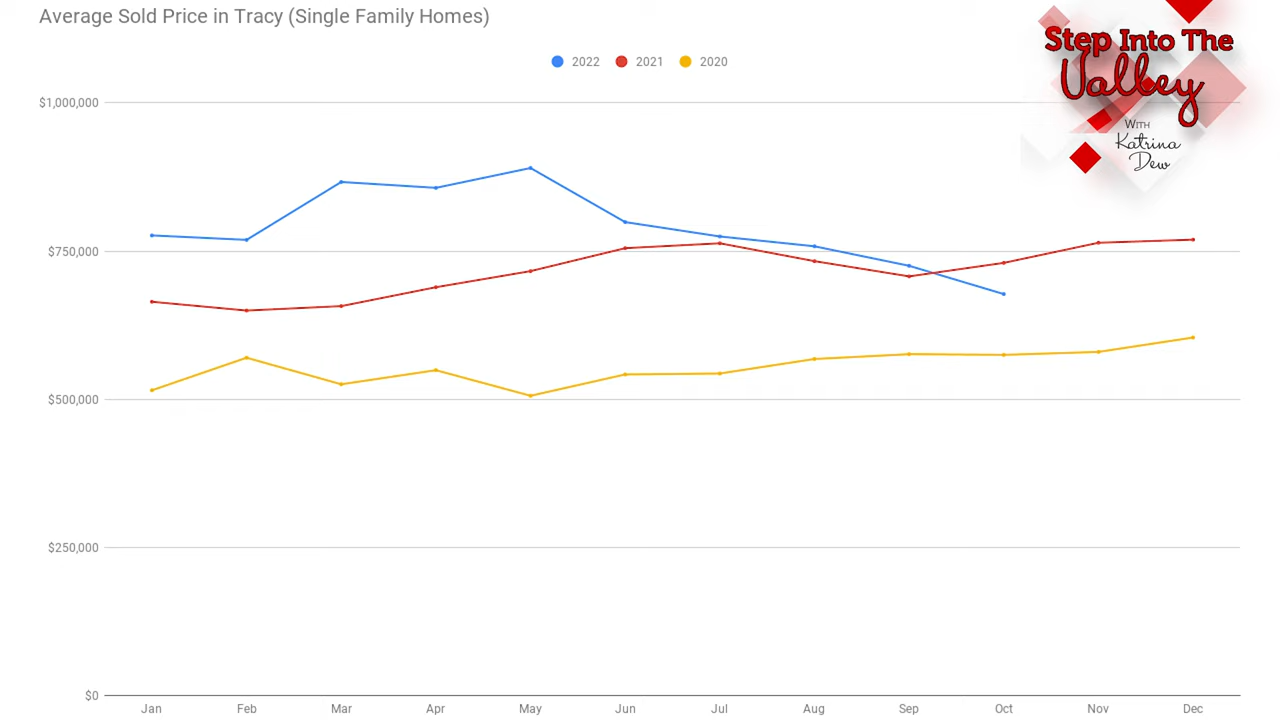 Average Sold Price in Tracy (Single Family Homes)
Step Into The
Valley
With
Katrina
Dew
2022 2021 2020
$1,000,000
$750,000
$500,000
$250,000
$0
Jan Feb Mar Apr May Jun Jul Aug Sep Oct Nov Dec